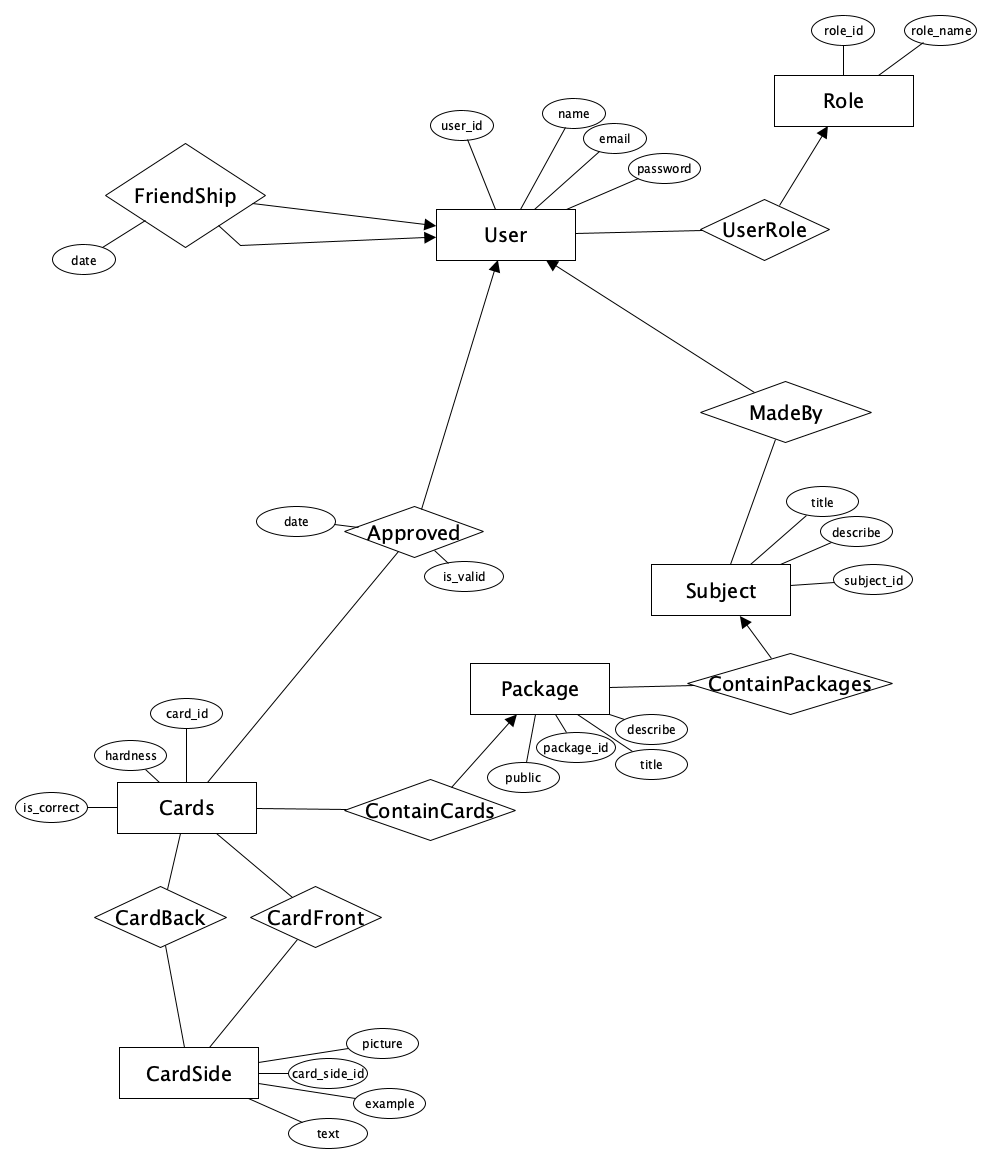 role_id
role_name
Role
name
user_id
email
password
FriendShip
User
UserRole
date
MadeBy
title
date
Approved
describe
is_valid
subject_id
Subject
Package
ContainPackages
card_id
describe
hardness
package_id
title
public
is_correct
Cards
ContainCards
CardBack
CardFront
picture
CardSide
card_side_id
example
text